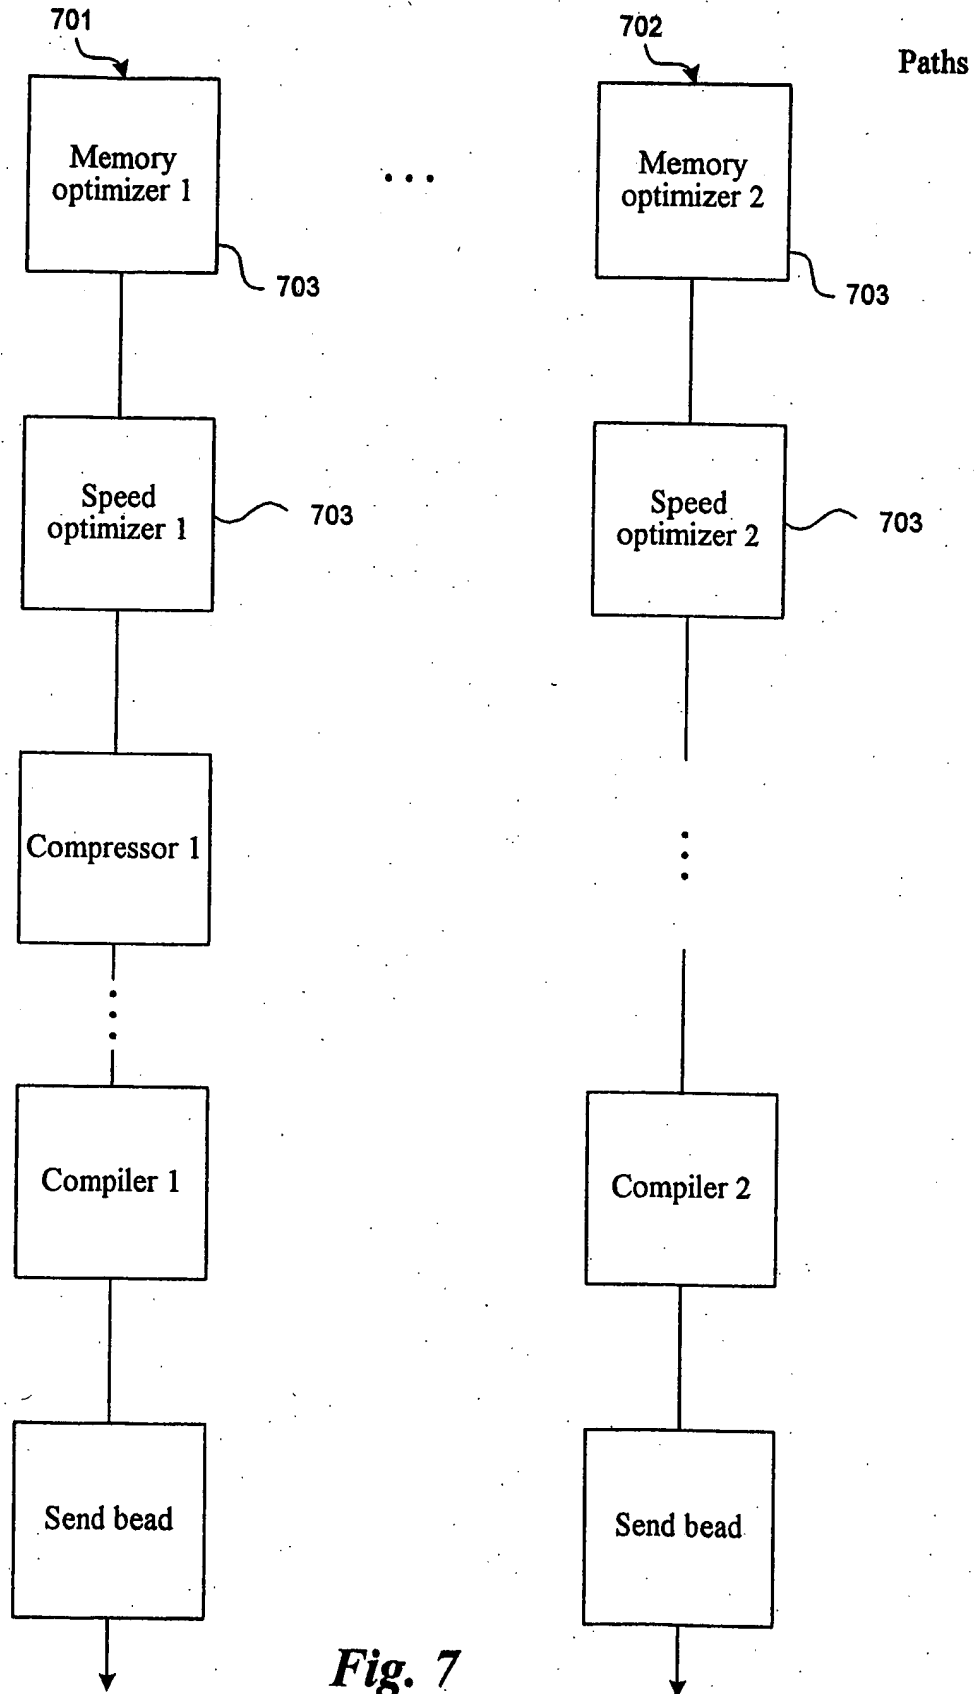 701
702
Paths
Memory
optimizer 1
Memory
optimizer 2
703
703
Speed
optimizer 1
703
Speed
optimizer 2
703
Compressor 1
Compiler 1
Compiler 2
Send bead
Send bead
Fig. 7